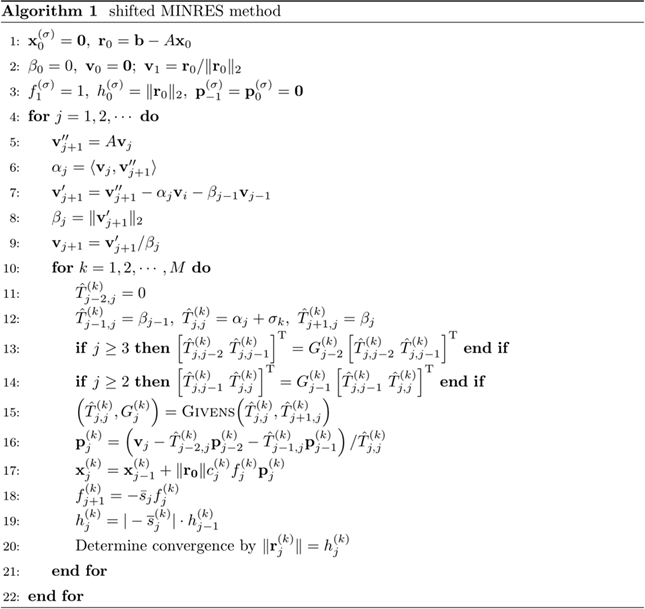 Algorithm 1 shifted MINRES method
1: $\mathbf{x}_0^{(\sigma)} = \mathbf{0},\ \mathbf{r}_0 = \mathbf{b} - A\mathbf{x}_0$
2: $\beta_0 = 0,\ \mathbf{v}_0 = \mathbf{0};\ \mathbf{v}_1 = \mathbf{r}_0/\|\mathbf{r}_0\|_2$
3: $f_1^{(\sigma)} = 1,\ h_0^{(\sigma)} = \|\mathbf{r}_0\|_2,\ \mathbf{p}_{-1}^{(\sigma)} = \mathbf{p}_0^{(\sigma)} = \mathbf{0}$
4: for $j = 1, 2, \cdots$ do
5: $\mathbf{v}_{j+1}'' = A\mathbf{v}_j$
6: $\alpha_j = \langle \mathbf{v}_j, \mathbf{v}_{j+1}'' \rangle$
7: $\mathbf{v}_{j+1}' = \mathbf{v}_{j+1}'' - \alpha_j \mathbf{v}_i - \beta_{j-1}\mathbf{v}_{j-1}$
8: $\beta_j = \|\mathbf{v}_{j+1}'\|_2$
9: $\mathbf{v}_{j+1} = \mathbf{v}_{j+1}'/\beta_j$
10: for $k = 1, 2, \cdots, M$ do
11: $\hat{T}_{j-2,j}^{(k)} = 0$
12: $\hat{T}_{j-1,j}^{(k)} = \beta_{j-1},\ \hat{T}_{j,j}^{(k)} = \alpha_j + \sigma_k,\ \hat{T}_{j+1,j}^{(k)} = \beta_j$
13: if $j \geq 3$ then $\left[\hat{T}_{j,j-2}^{(k)}\ \hat{T}_{j,j-1}^{(k)}\right]^{\mathrm{T}} = G_{j-2}^{(k)} \left[\hat{T}_{j,j-2}^{(k)}\ \hat{T}_{j,j-1}^{(k)}\right]^{\mathrm{T}}$ end if
14: if $j \geq 2$ then $\left[\hat{T}_{j,j-1}^{(k)}\ \hat{T}_{j,j}^{(k)}\right]^{\mathrm{T}} = G_{j-1}^{(k)} \left[\hat{T}_{j,j-1}^{(k)}\ \hat{T}_{j,j}^{(k)}\right]^{\mathrm{T}}$ end if
15: $\left(\hat{T}_{j,j}^{(k)}, G_j^{(k)}\right) = \textsc{Givens}\left(\hat{T}_{j,j}^{(k)}, \hat{T}_{j+1,j}^{(k)}\right)$
16: $\mathbf{p}_j^{(k)} = \left(\mathbf{v}_j - \hat{T}_{j-2,j}^{(k)}\mathbf{p}_{j-2}^{(k)} - \hat{T}_{j-1,j}^{(k)}\mathbf{p}_{j-1}^{(k)}\right)/\hat{T}_{j,j}^{(k)}$
17: $\mathbf{x}_j^{(k)} = \mathbf{x}_{j-1}^{(k)} + \|\mathbf{r_0}\| c_j^{(k)} f_j^{(k)} \mathbf{p}_j^{(k)}$
18: $f_{j+1}^{(k)} = -\bar{s}_j f_j^{(k)}$
19: $h_j^{(k)} = |-\bar{s}_j^{(k)}| \cdot h_{j-1}^{(k)}$
20: Determine convergence by $\|\mathbf{r}_j^{(k)}\| = h_j^{(k)}$
21: end for
22: end for